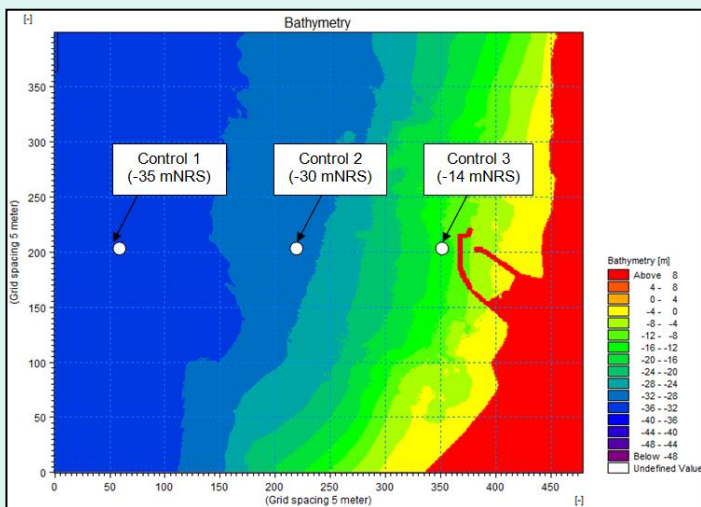 [-]
Bathymetry
350
300
250
200
150
100
50
0
(Grid spacing 5 meter)
Control 1
(-35 mNRS)
Control 2
(-30 mNRS)
Control 3
(-14 mNRS)
0 50 100 150 200 250 300 350 400 450
(Grid spacing 5 meter)
[-]
Bathymetry [m]
Above 8
4 - 8
0 - 4
-4 - 0
-8 - -4
-12 - -8
-16 - -12
-20 - -16
-24 - -20
-28 - -24
-32 - -28
-36 - -32
-40 - -36
-44 - -40
-48 - -44
Below -48
Undefined Value